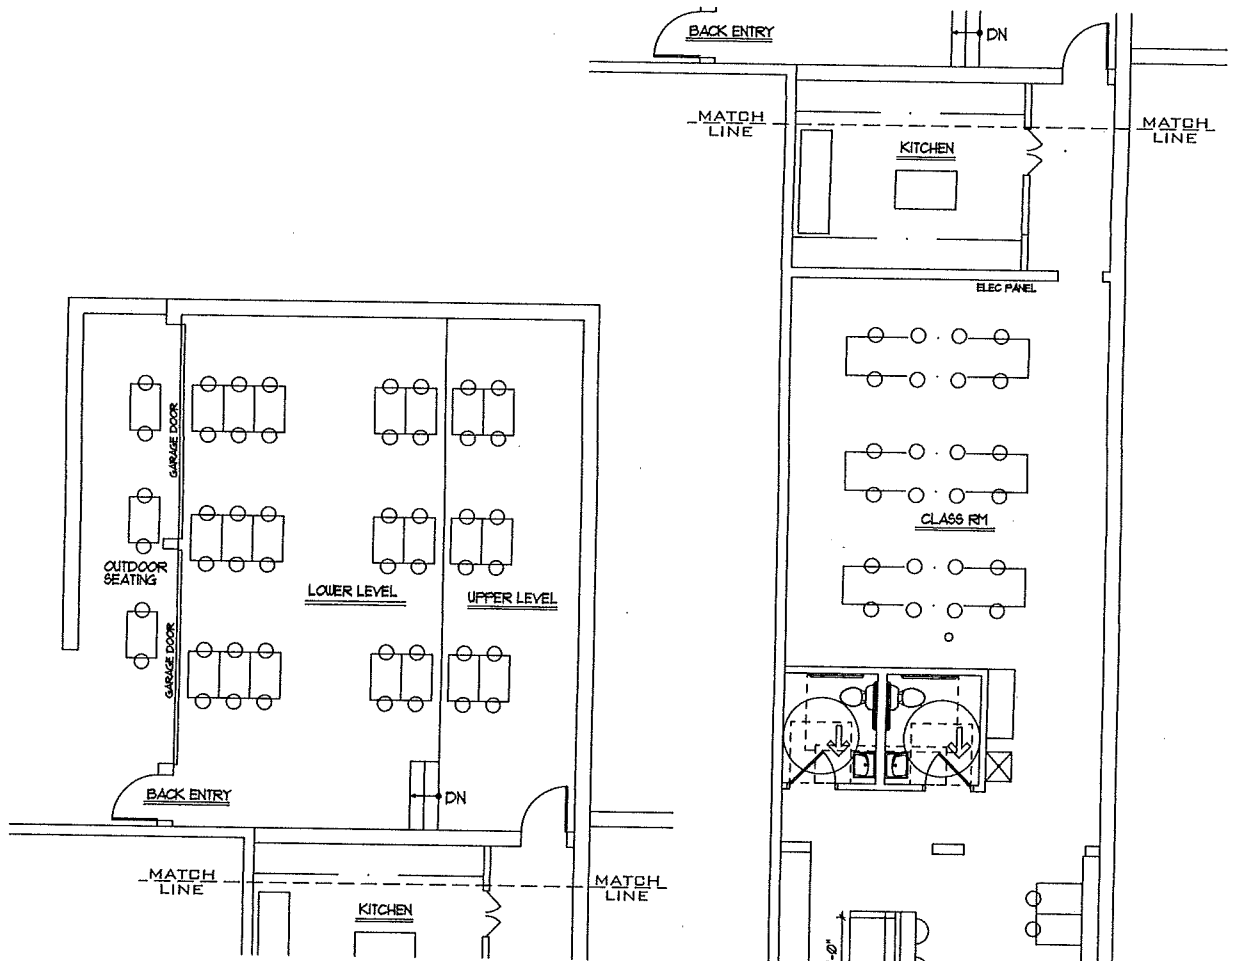 BACK ENTRY
DN
MATCH
LINE
MATCH
LINE
KITCHEN
ELEC PANEL
CLASS RM
GARAGE DOOR
OUTDOOR
SEATING
LOWER LEVEL
UPPER LEVEL
GARAGE DOOR
BACK ENTRY
DN
MATCH
LINE
MATCH
LINE
KITCHEN
-0"